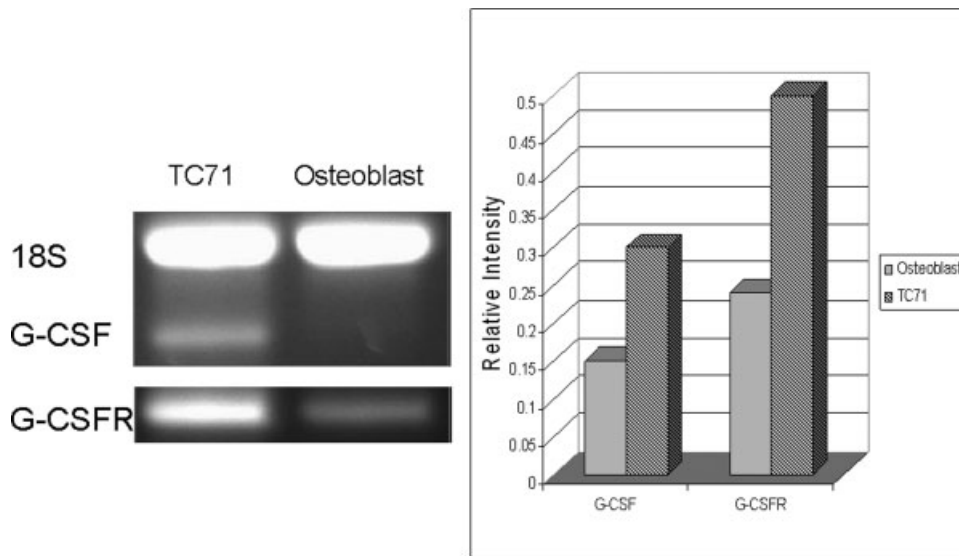 TC71 Osteoblast
18S
G-CSF
G-CSFR
Relative Intensity
0.5
0.45
0.4
0.35
0.3
0.25
0.2
0.15
0.1
0.05
0
G-CSF G-CSFR
Osteoblast
TC71